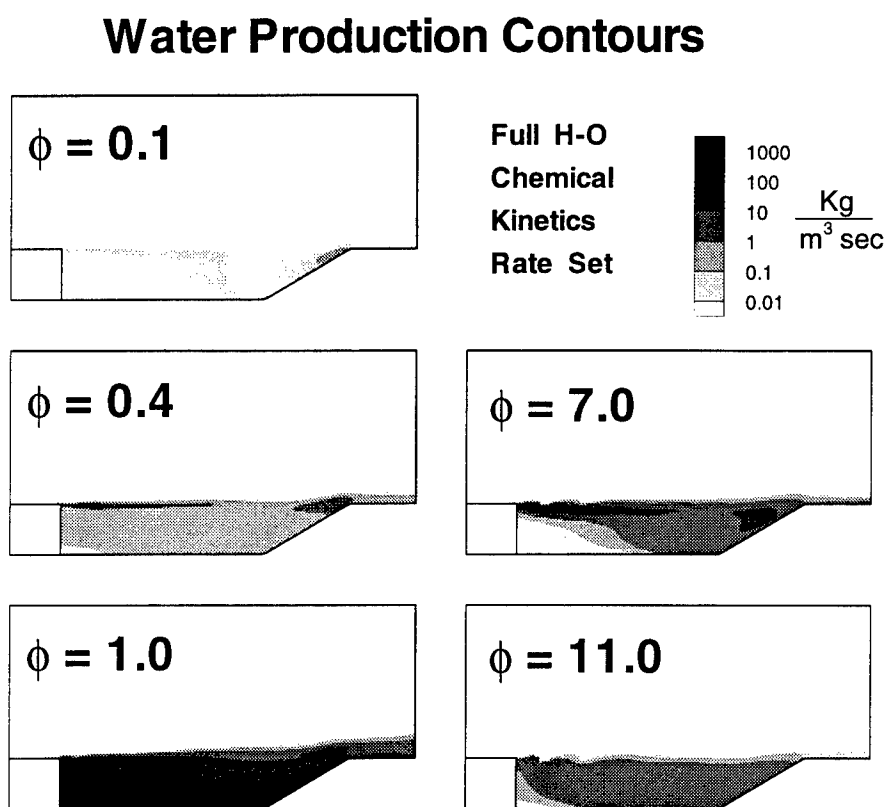 Water Production Contours
ϕ = 0.1
Full H-O
Chemical
Kinetics
Rate Set
1000
100
10
1
0.1
0.01
Kg
m³ sec
ϕ = 0.4
ϕ = 7.0
ϕ = 1.0
ϕ = 11.0